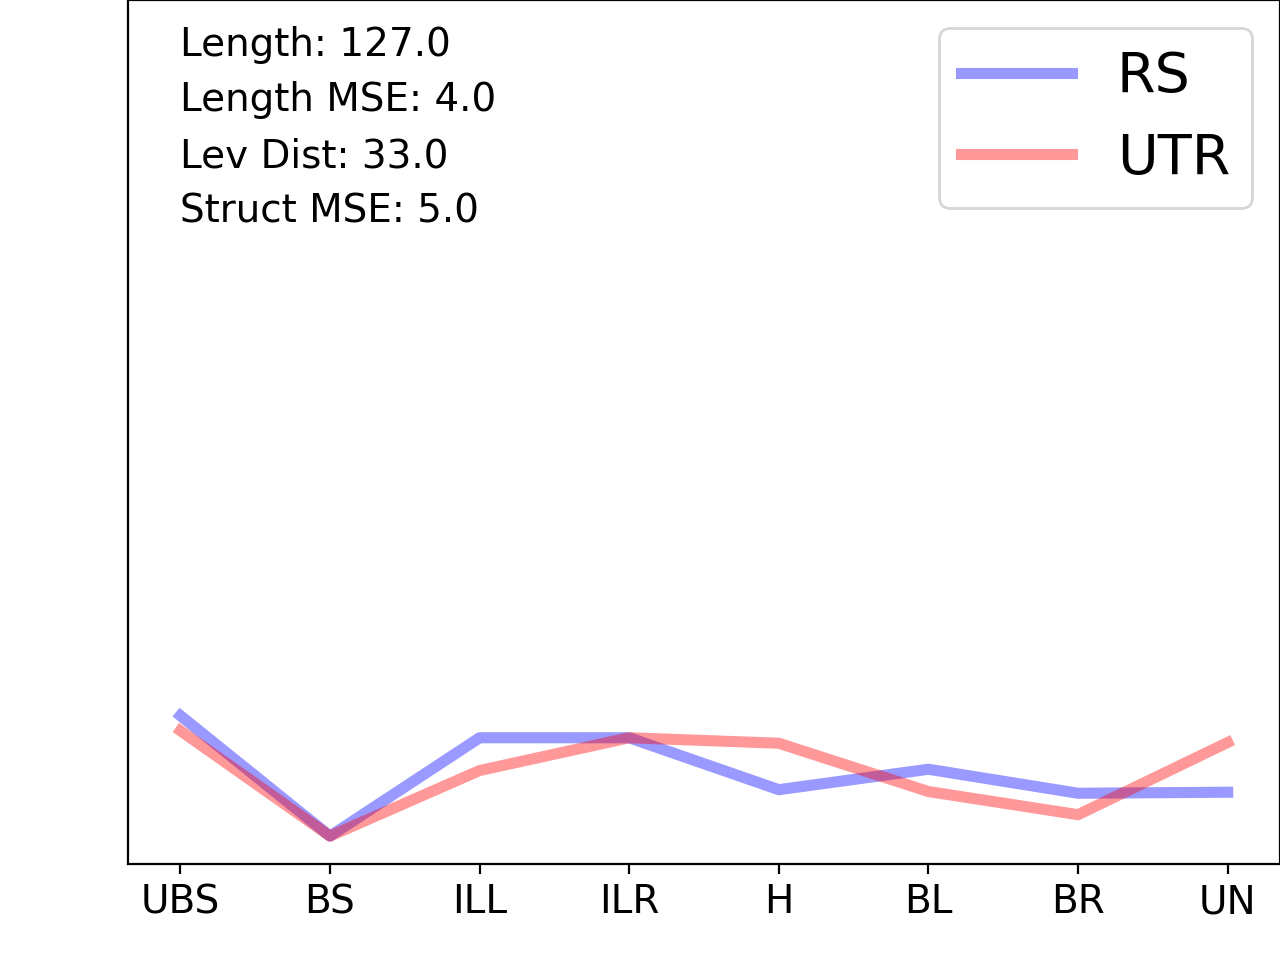 Length: 127.0
Length MSE: 4.0
Lev Dist: 33.0
Struct MSE: 5.0
RS
UTR
UBS BS ILL ILR H BL BR UN